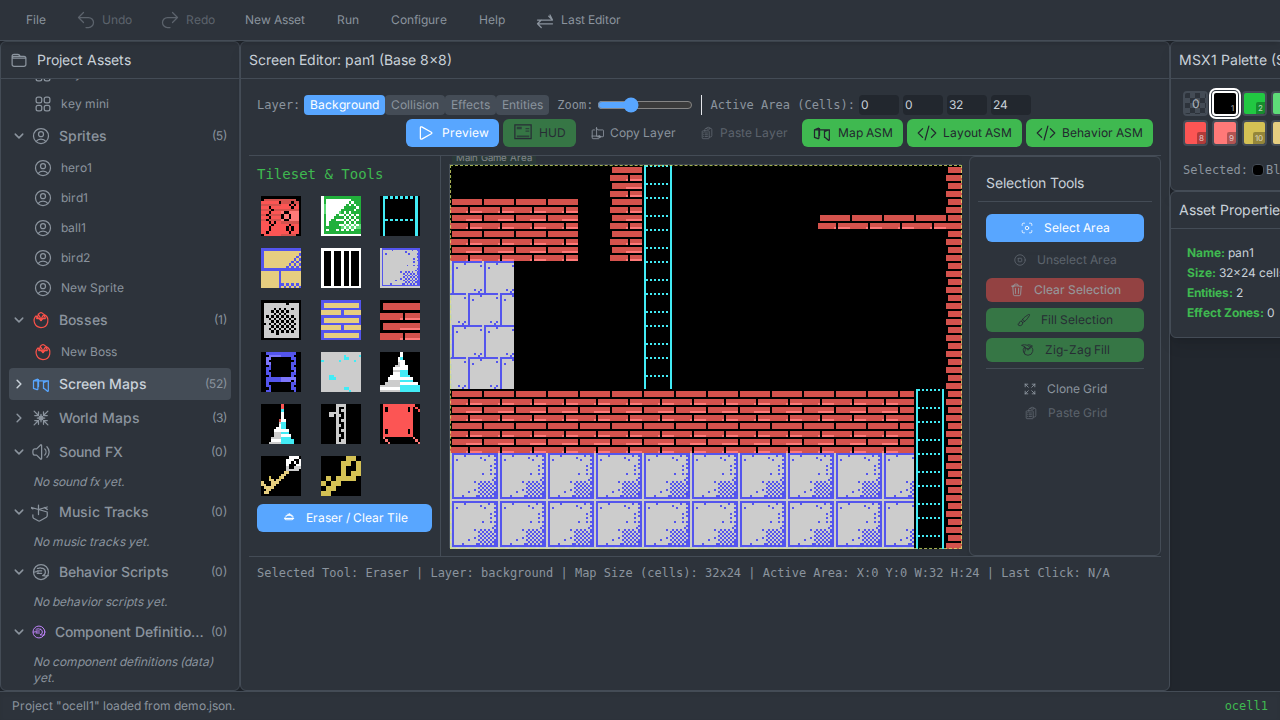 File Undo Redo New Asset Run Configure Help Last Editor
Project Assets
key mini
Sprites (5)
hero1
bird1
ball1
bird2
New Sprite
Bosses (1)
New Boss
Screen Maps (52)
World Maps (3)
Sound FX (0)
No sound fx yet.
Music Tracks (0)
No music tracks yet.
Behavior Scripts (0)
No behavior scripts yet.
Component Definitio... (0)
No component definitions (data)
yet.
Screen Editor: pan1 (Base 8×8)
Layer: Background Collision Effects Entities Zoom: Active Area (Cells): 0 0 32 24
Preview HUD Copy Layer Paste Layer Map ASM Layout ASM Behavior ASM
Tileset & Tools
Eraser / Clear Tile
Main Game Area
Selection Tools
Select Area
Unselect Area
Clear Selection
Fill Selection
Zig-Zag Fill
Clone Grid
Paste Grid
Selected Tool: Eraser | Layer: background | Map Size (cells): 32x24 | Active Area: X:0 Y:0 W:32 H:24 | Last Click: N/A
MSX1 Palette (S
0 1 2
8 9 10
Selected: Bl
Asset Propertie
Name: pan1
Size: 32×24 cells
Entities: 2
Effect Zones: 0
Project "ocell1" loaded from demo.json.
ocell1